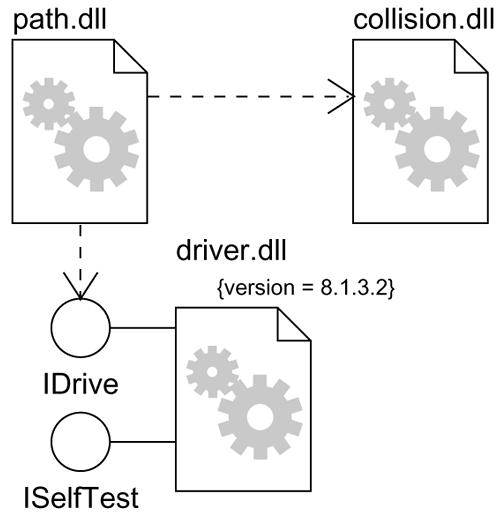 path.dll
collision.dll
driver.dll
{version = 8.1.3.2}
IDrive
ISelfTest